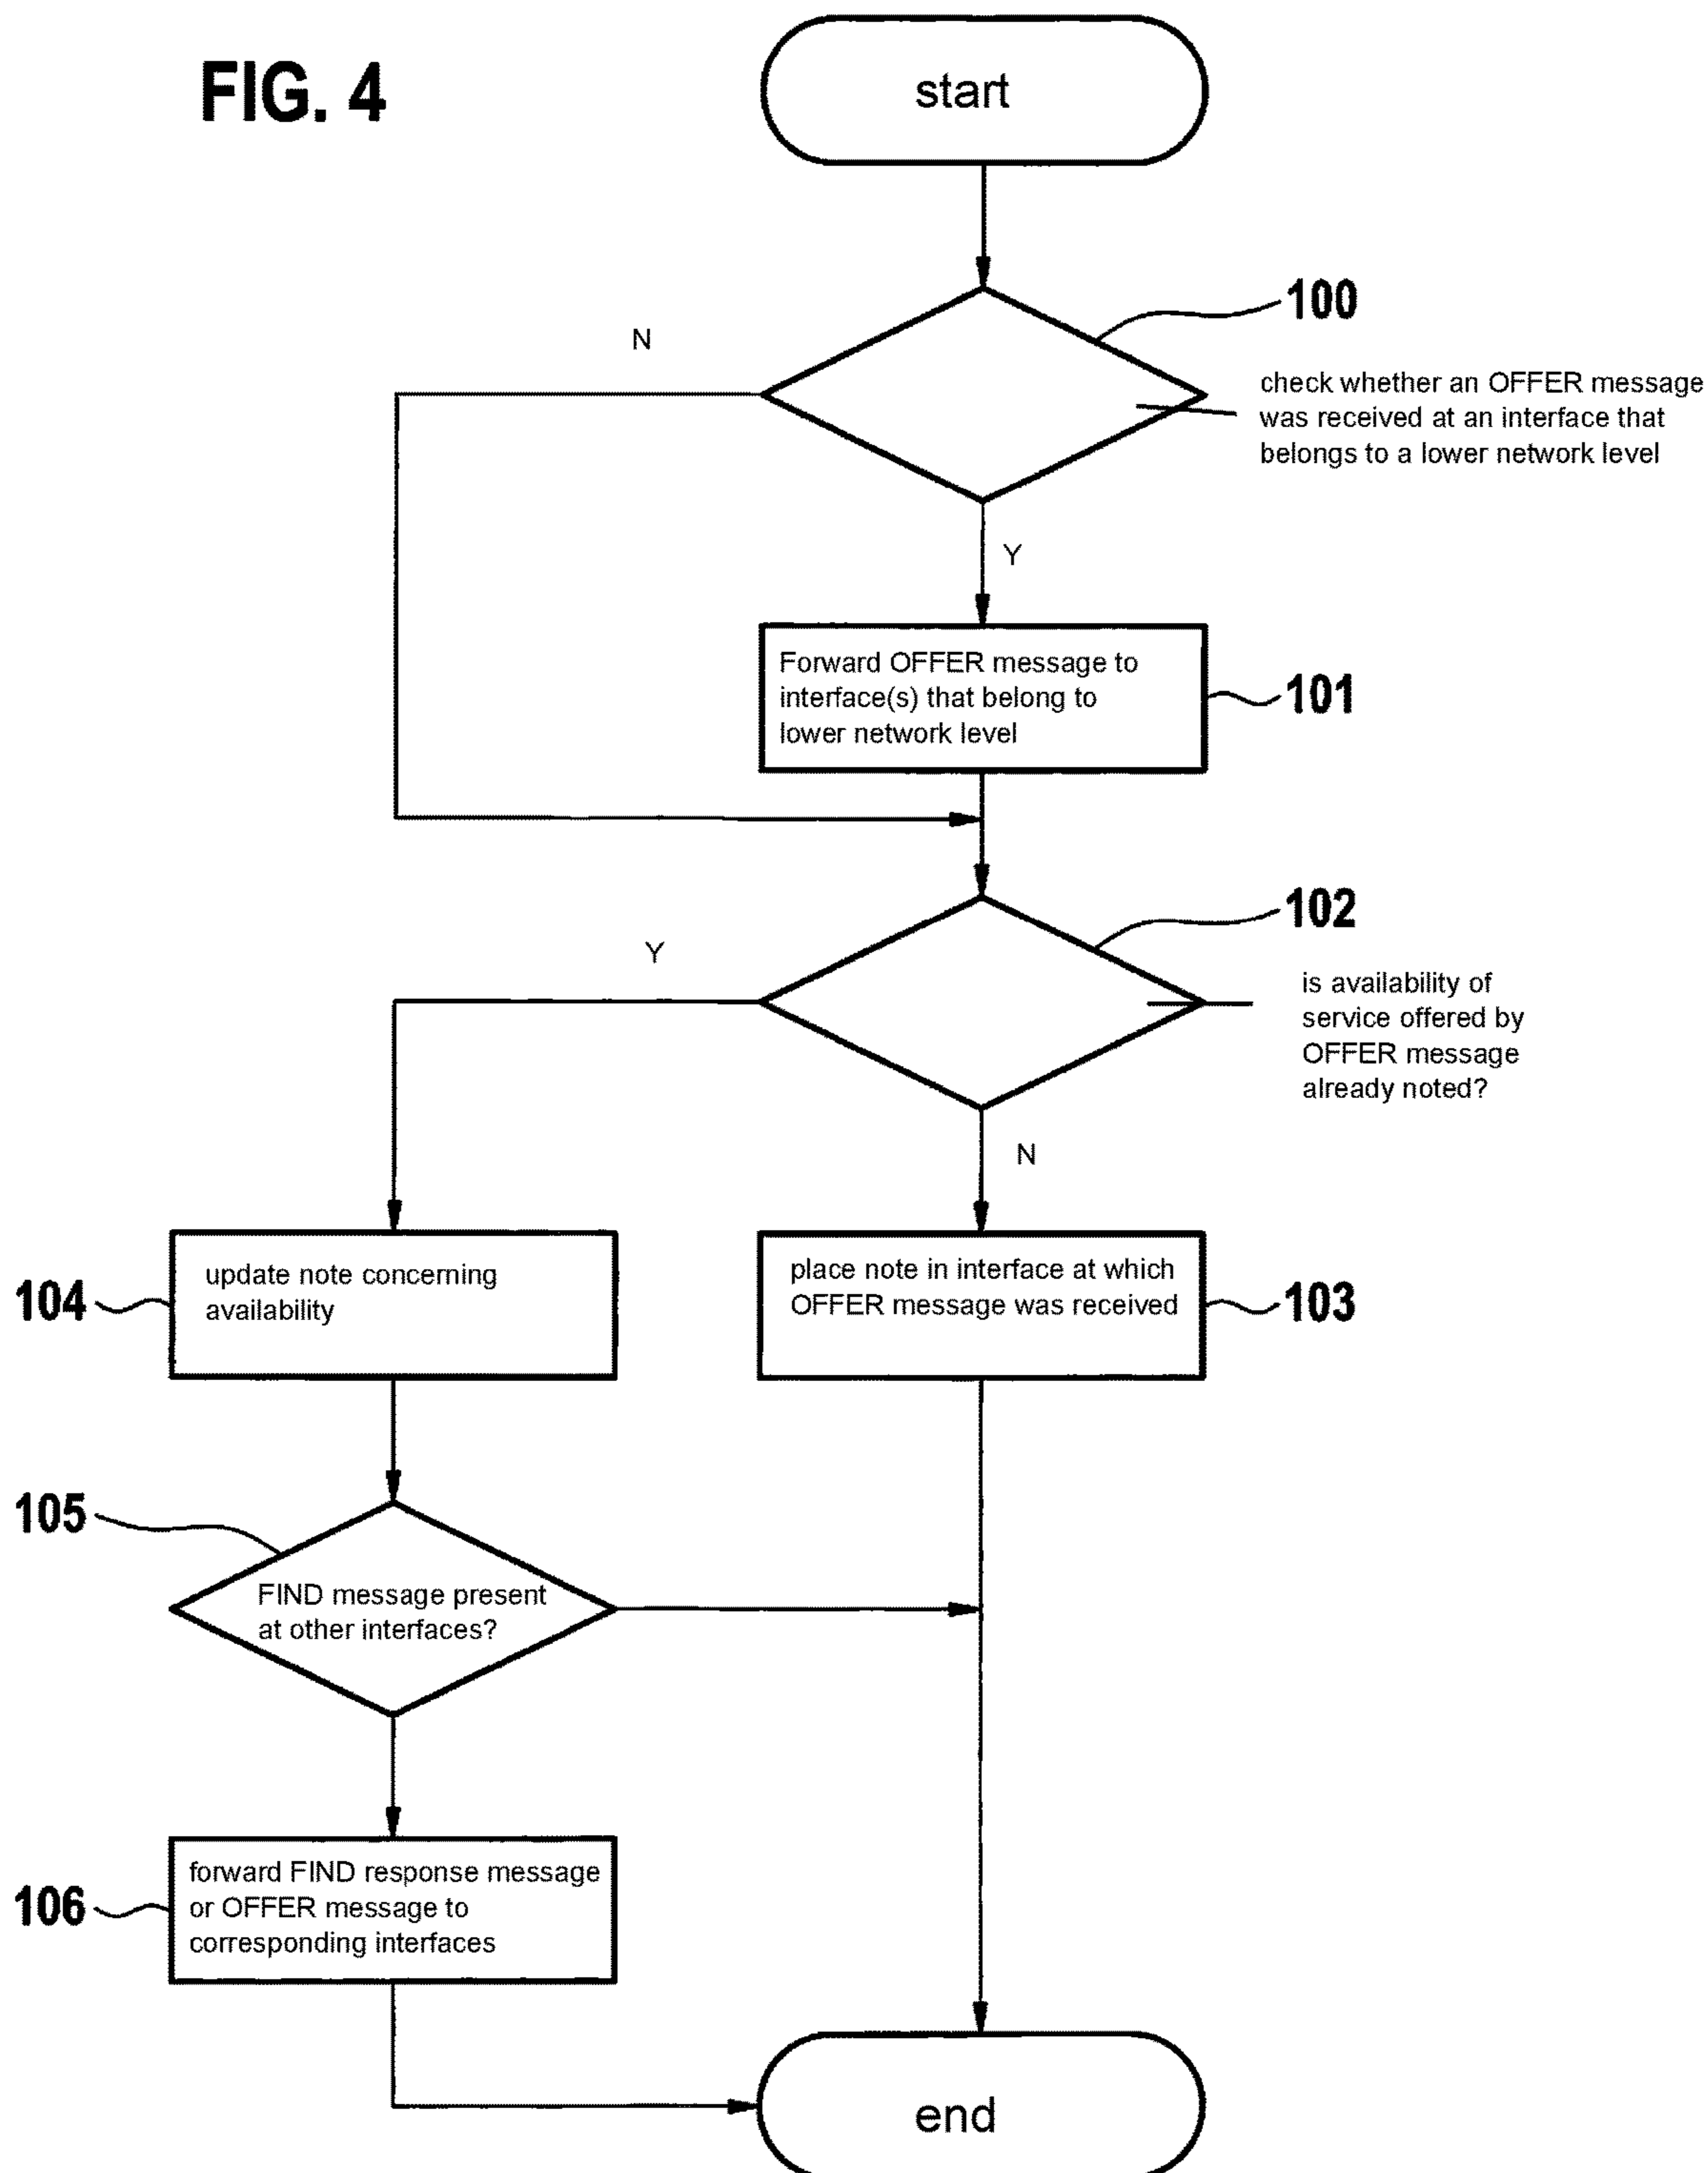 FIG. 4
start
100
N
check whether an OFFER message
was received at an interface that
belongs to a lower network level
Y
Forward OFFER message to
interface(s) that belong to
lower network level
101
102
Y
is availability of
service offered by
OFFER message
already noted?
N
104
update note concerning
availability
place note in interface at which
OFFER message was received
103
105
FIND message present
at other interfaces?
106
forward FIND response message
or OFFER message to
corresponding interfaces
end